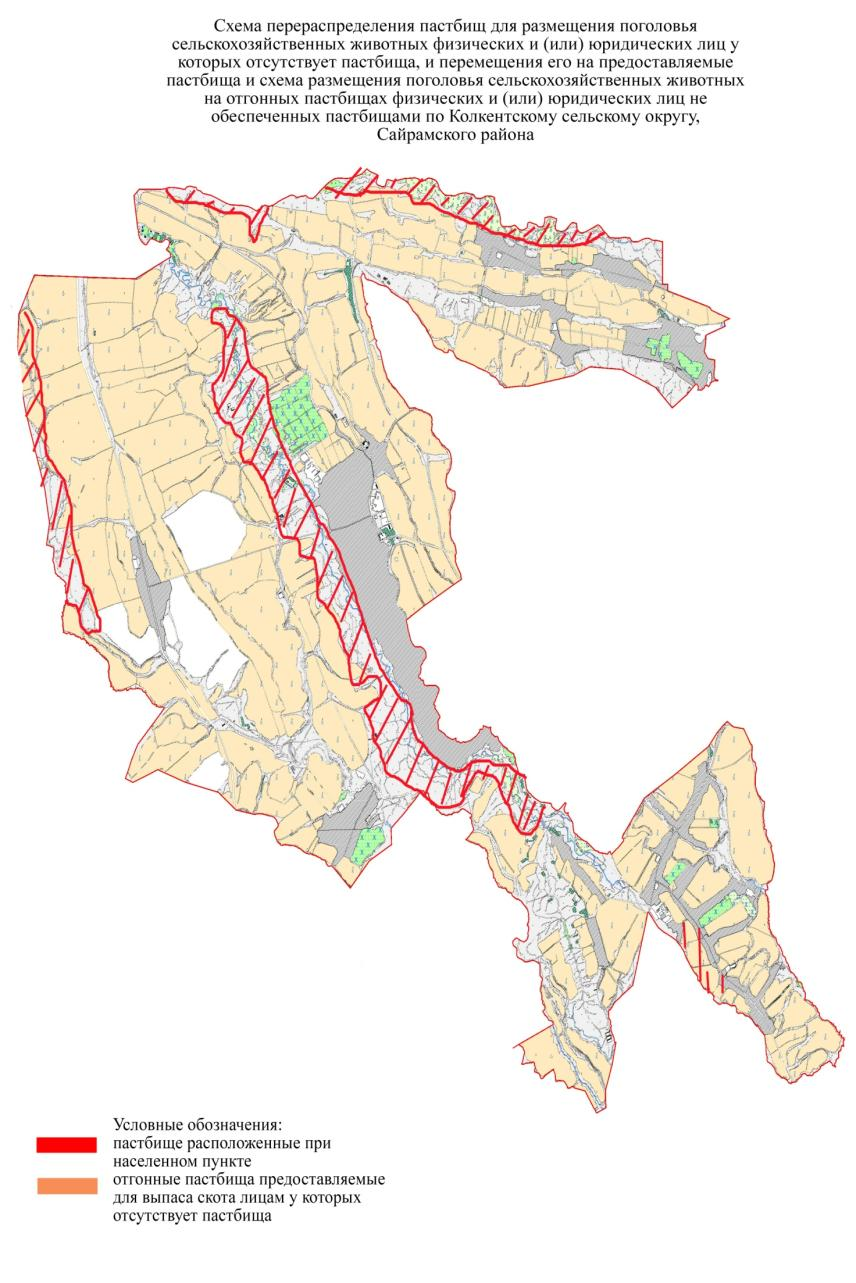 Схема перераспределения пастбищ для размещения поголовья
сельскохозяйственных животных физических и (или) юридических лиц у
которых отсутствует пастбища, и перемещения его на предоставляемые
пастбища и схема размещения поголовья сельскохозяйственных животных
на отгонных пастбищах физических и (или) юридических лиц не
обеспеченных пастбищами по Колкентскому сельскому округу,
Сайрамского района
Условные обозначения:
пастбище расположенные при
населенном пункте
отгонные пастбища предоставляемые
для выпаса скота лицам у которых
отсутствует пастбища